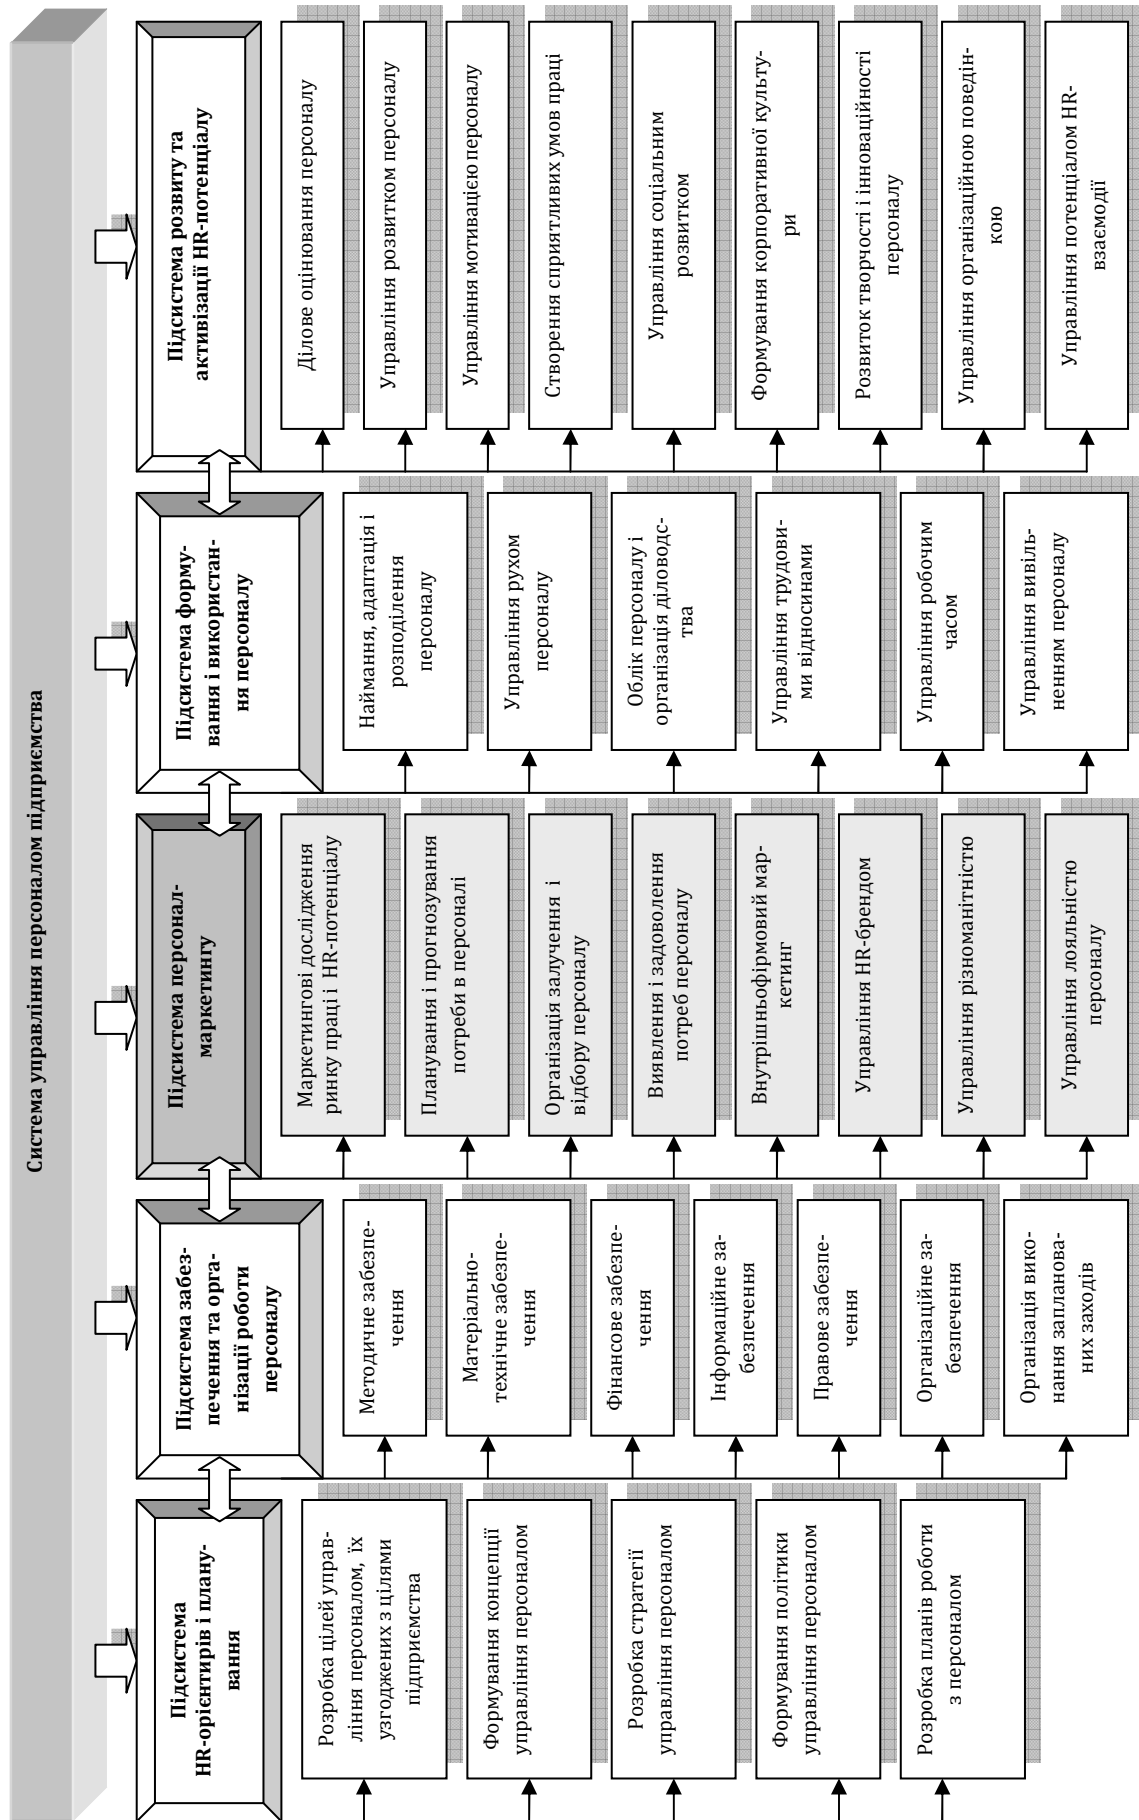 Система управління персоналом підприємства
Підсистема
HR-орієнтирів і плану-
вання
Розробка цілей управ-
ління персоналом, їх
узгоджених з цілями
підприємства
Формування концепції
управління персоналом
Розробка стратегії
управління персоналом
Формування політики
управління персоналом
Розробка планів роботи
з персоналом
Підсистема забез-
печення та орга-
нізації роботи
персоналу
Методичне забезпе-
чення
Матеріально-
технічне забезпе-
чення
Фінансове забезпе-
чення
Інформаційне за-
безпечення
Правове забезпе-
чення
Організаційне за-
безпечення
Організація вико-
нання запланова-
них заходів
Підсистема персонал-
маркетингу
Маркетингові дослідження
ринку праці і HR-потенціалу
Планування і прогнозування
потреби в персоналі
Організація залучення і
відбору персоналу
Виявлення і задоволення
потреб персоналу
Внутрішньофірмовий мар-
кетинг
Управління HR-брендом
Управління різноманітністю
Управління лояльністю
персоналу
Підсистема форму-
вання і використан-
ня персоналу
Наймання, адаптація і
розподілення
персоналу
Управління рухом
персоналу
Облік персоналу і
організація діловодс-
тва
Управління трудови-
ми відносинами
Управління робочим
часом
Управління вивіль-
ненням персоналу
Підсистема розвиту та
активізації HR-потенціалу
Ділове оцінювання персоналу
Управління розвитком персоналу
Управління мотивацією персоналу
Створення сприятливих умов праці
Управління соціальним
розвитком
Формування корпоративної культу-
ри
Розвиток творчості і інноваційності
персоналу
Управління організаційною поведін-
кою
Управління потенціалом HR-
взаємодії